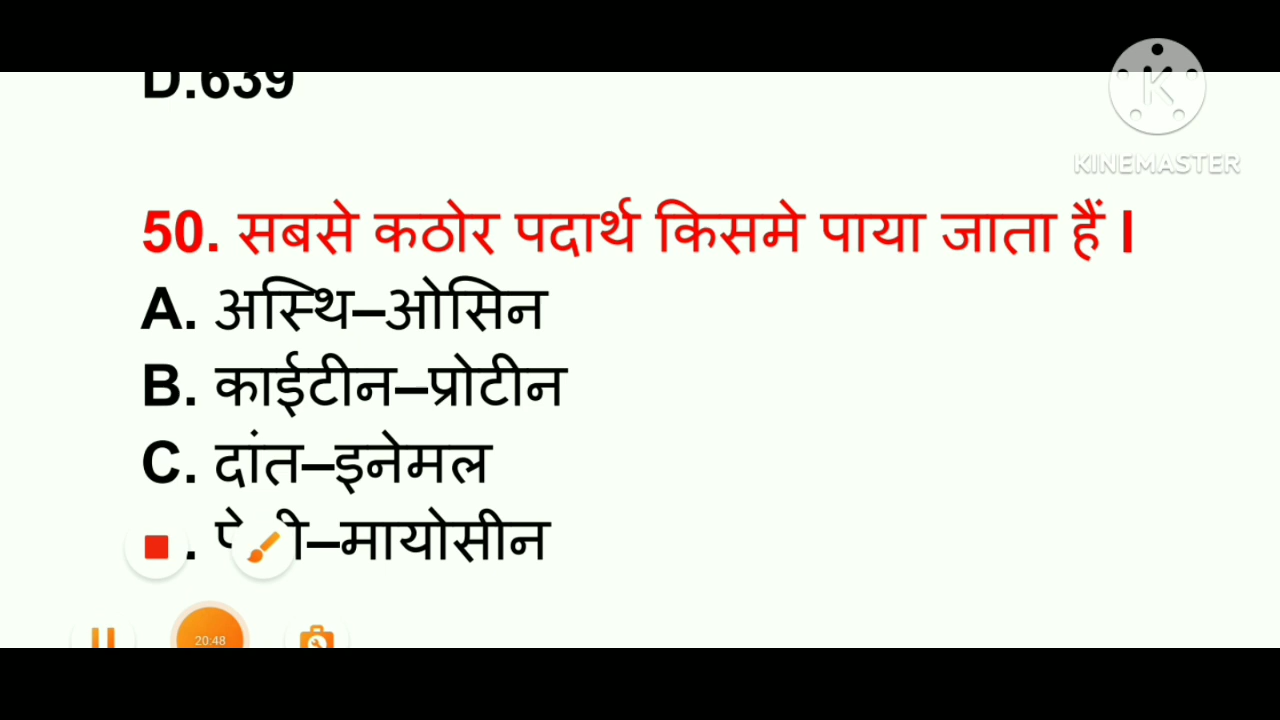 D.639
KINEMASTER
50. सबसे कठोर पदार्थ किसमे पाया जाता हैं I
A. अस्थि–ओसिन
B. काईटीन–प्रोटीन
C. दांत–इनेमल
–मायोसीन
20:48